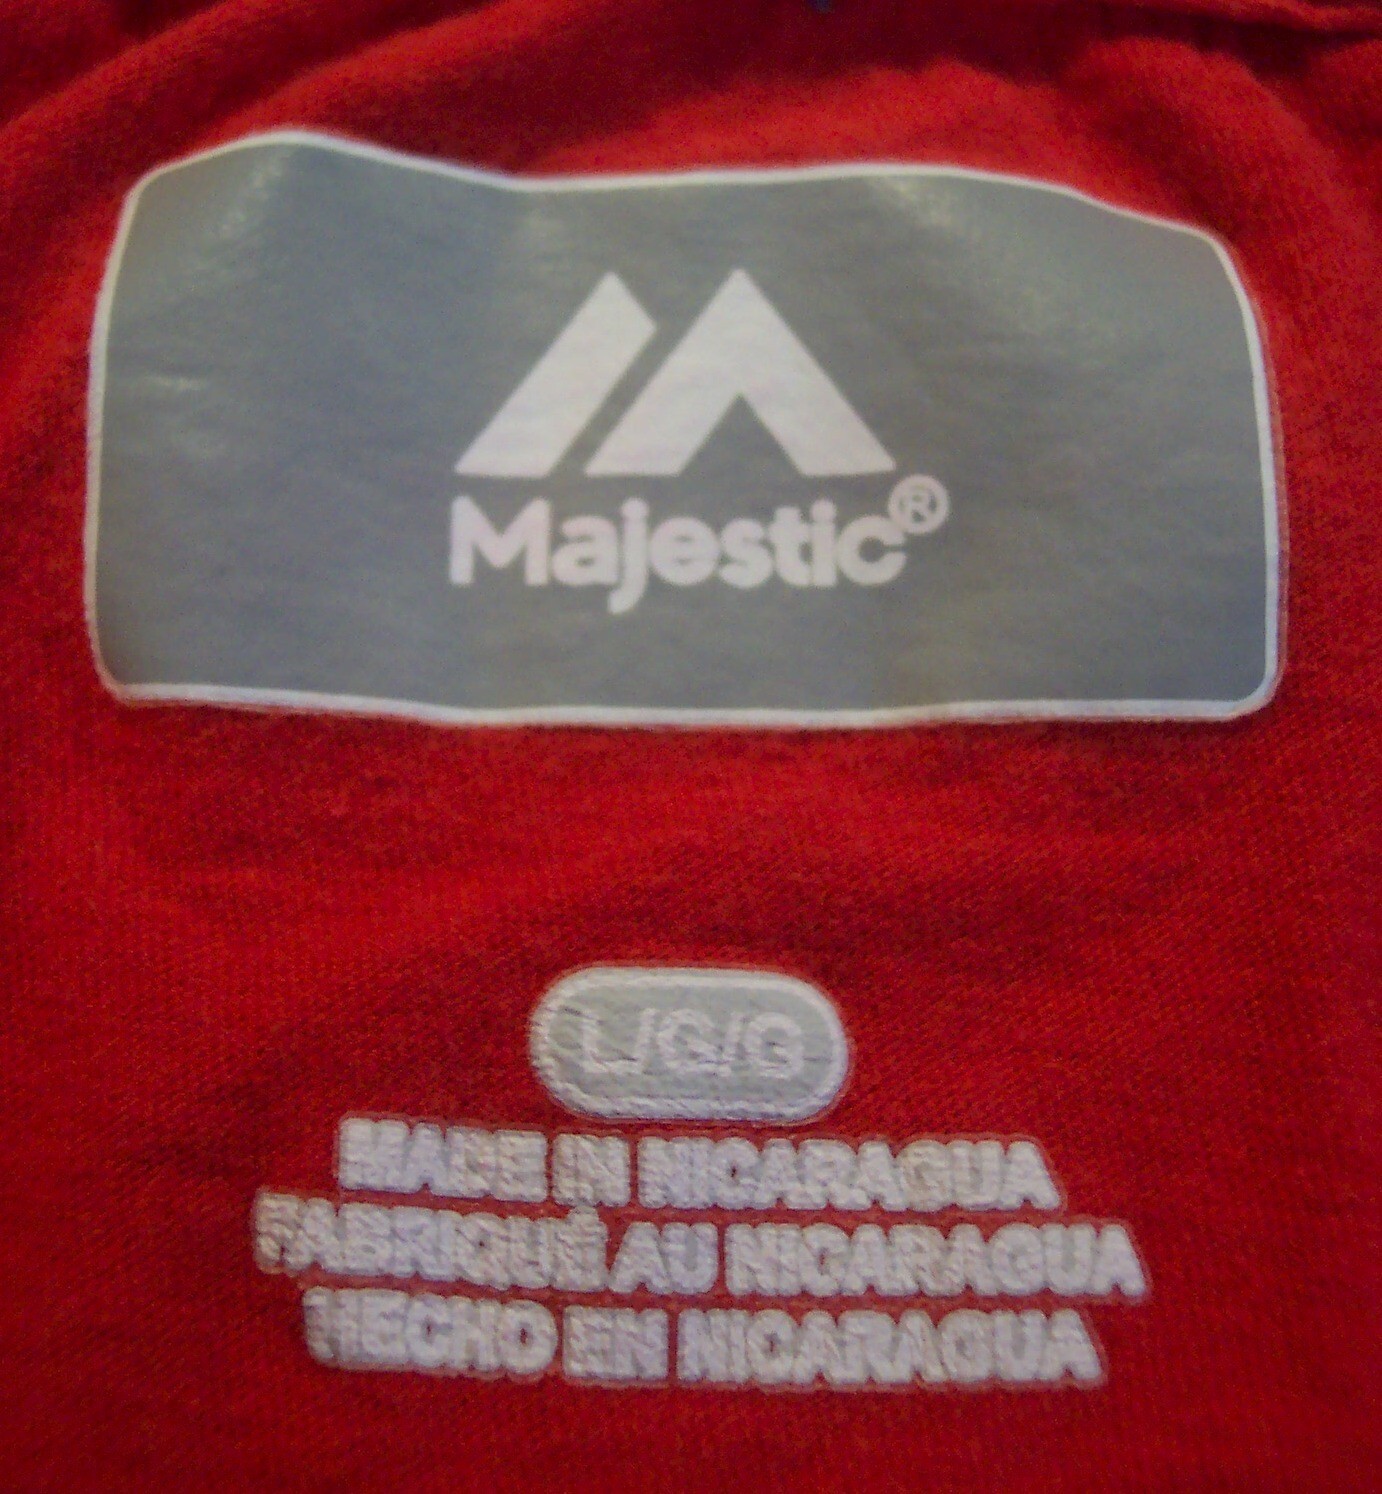 Majestic®
L/G/G
MADE IN NICARAGUA
FABRIQUÉ AU NICARAGUA
HECHO EN NICARAGUA